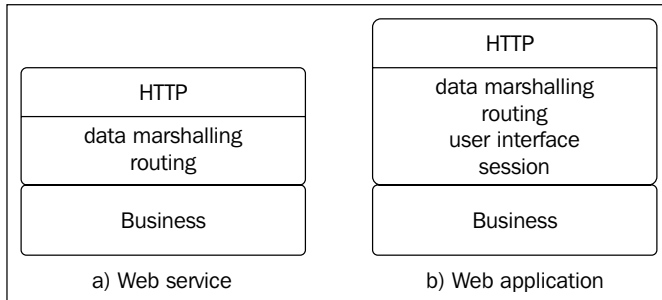 HTTP
data marshalling
routing
Business
a) Web service
HTTP
data marshalling
routing
user interface
session
Business
b) Web application